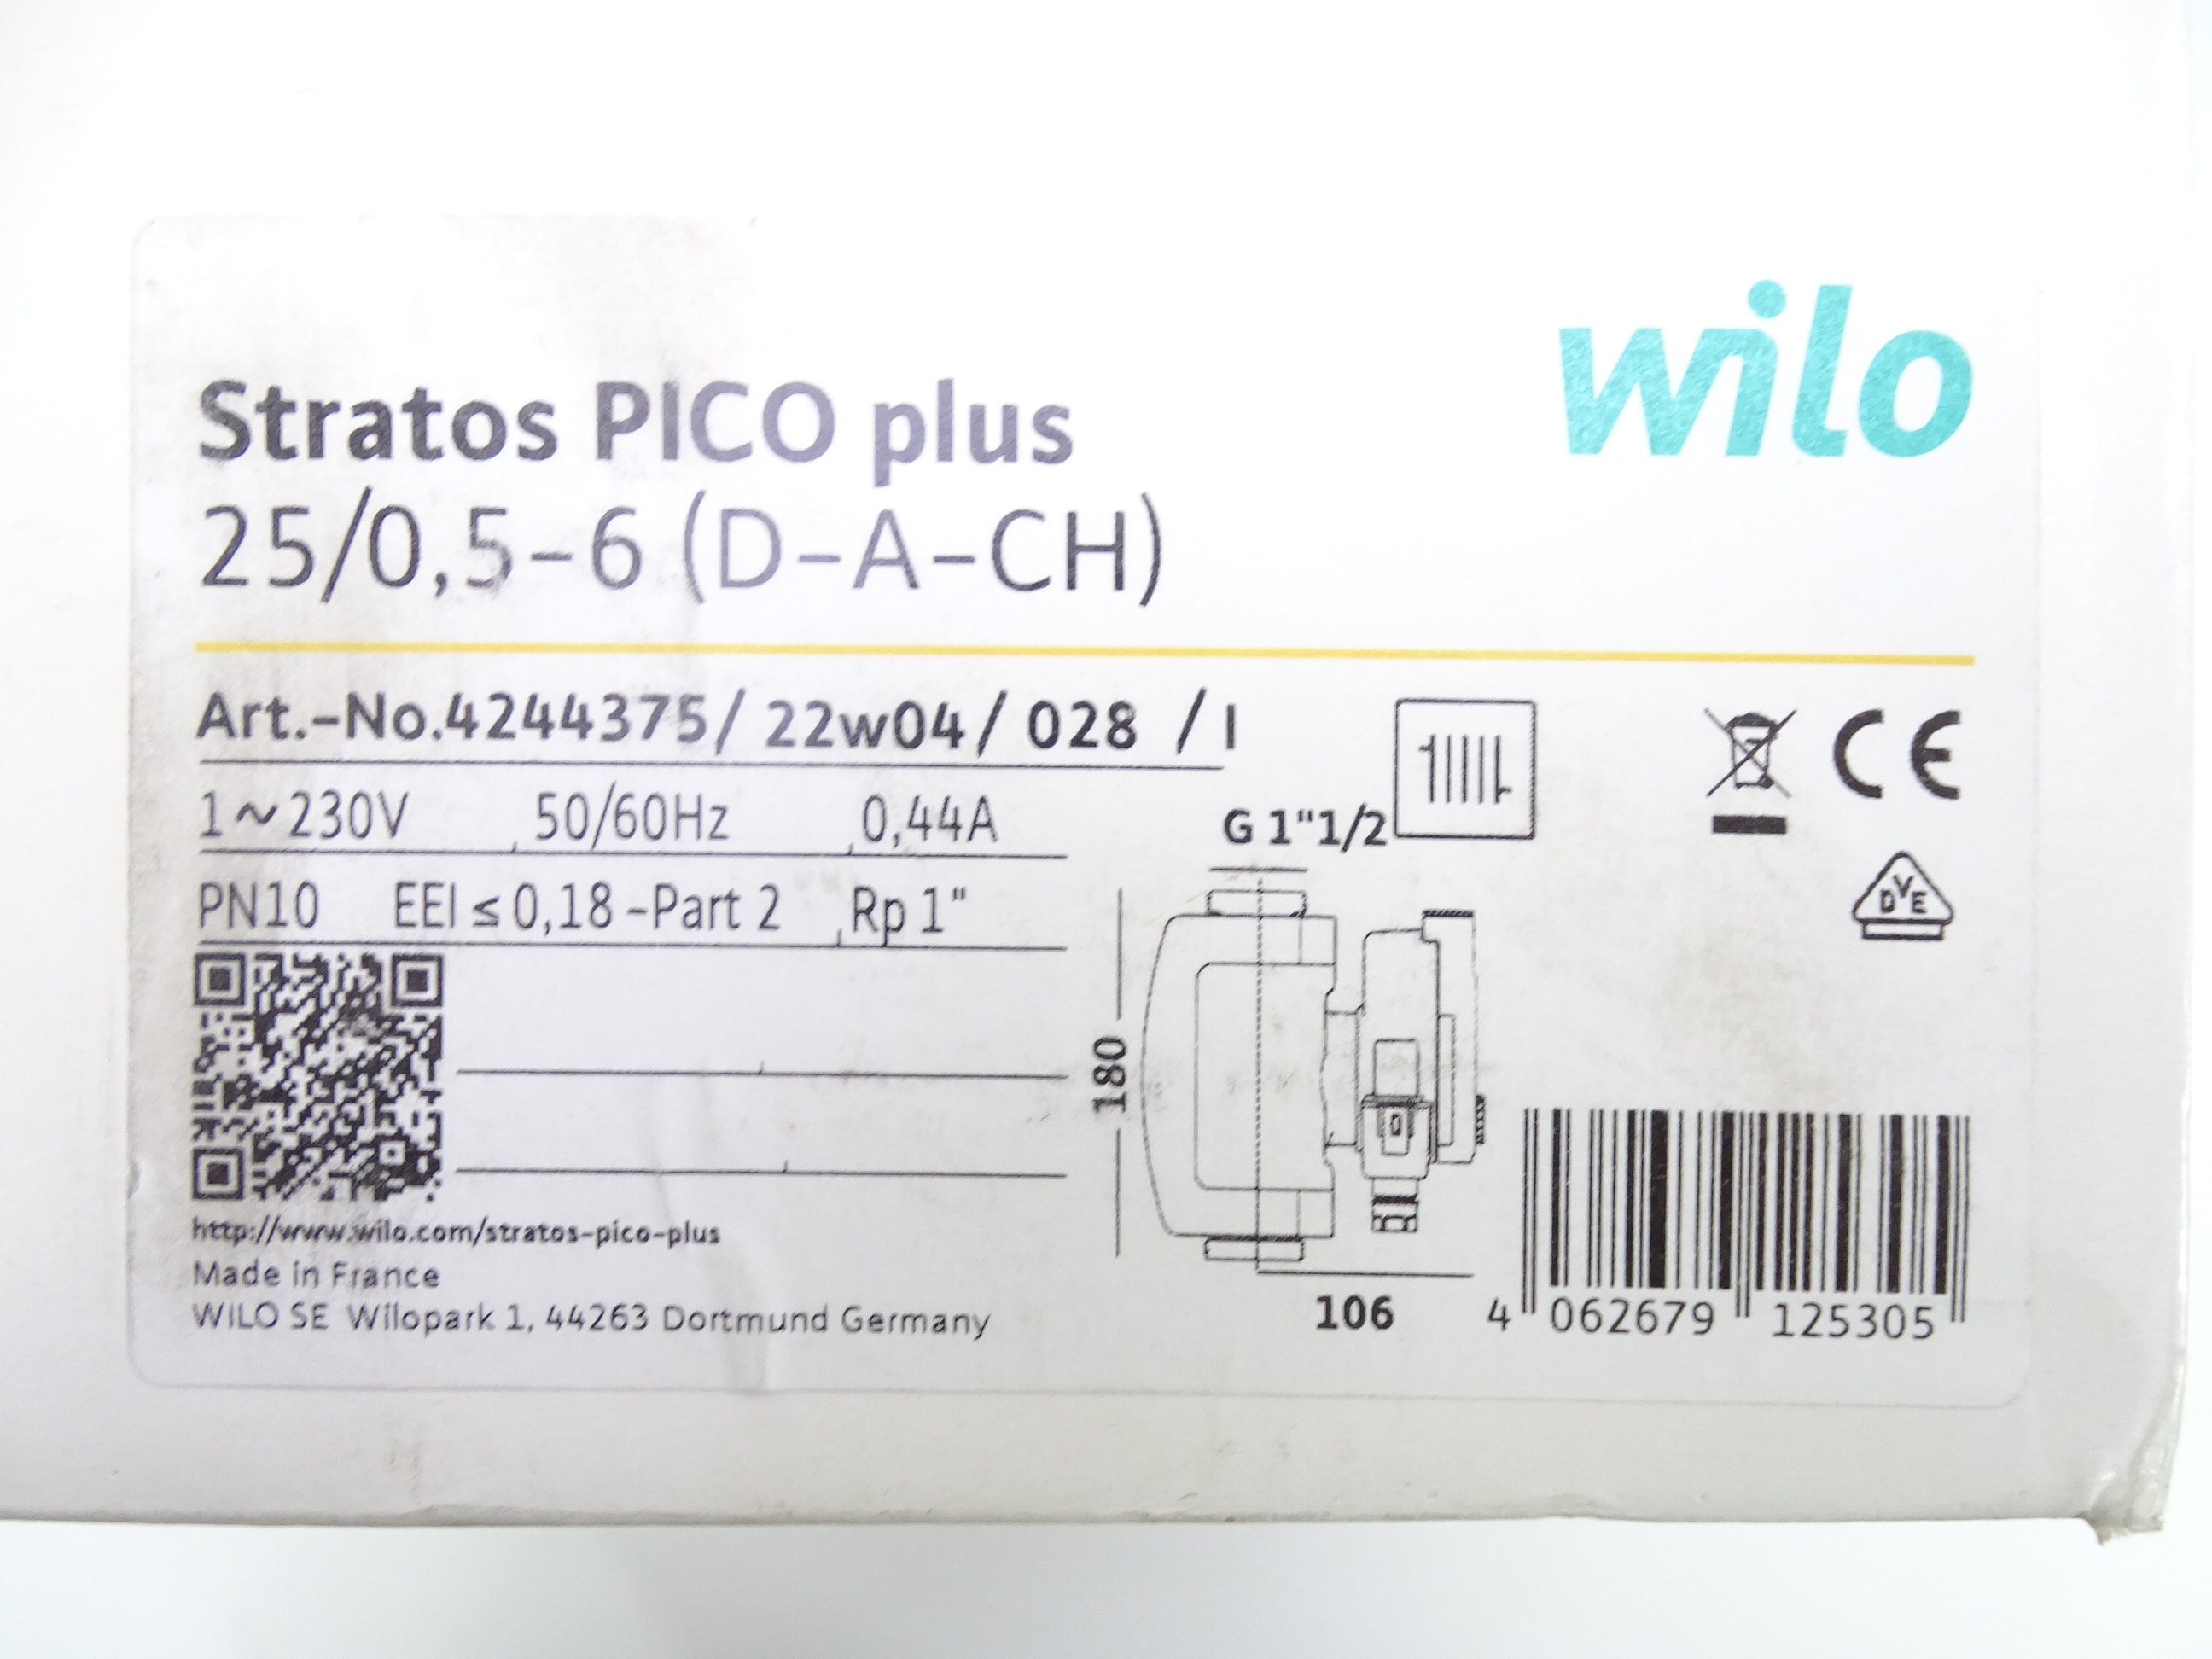 wilo
Stratos PICO plus
25/0,5-6 (D-A-CH)
Art.-No.4244375/ 22w04/ 028 / I
1~230V 50/60Hz 0,44A
PN10 EEI ≤ 0,18 -Part 2 Rp 1"
G 1"1/2
CE
DVE
180
106
http://www.wilo.com/stratos-pico-plus
Made in France
WILO SE Wilopark 1, 44263 Dortmund Germany
4 062679 125305